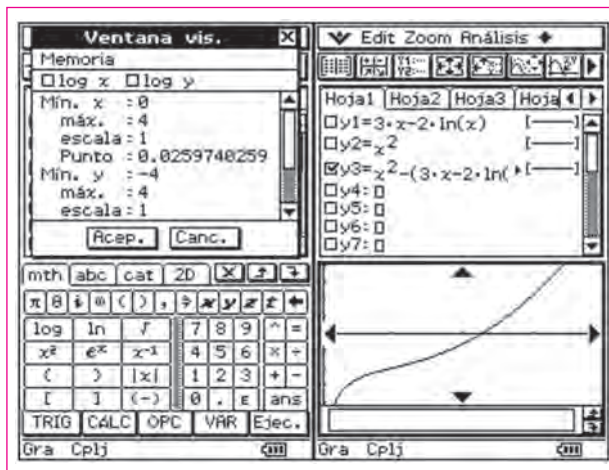 Ventana vis.
Memoria
log x log y
Mín. x :0
máx. :4
escala:1
Punto :0.0259740259
Mín. y :-4
máx. :4
escala:1
Acep. Canc.
mth abc cat 2D
π θ i ∞ ( ) , ⇒ x y z t ←
log ln √ 7 8 9 ^ =
x² eˣ x⁻¹ 4 5 6 × ÷
( ) |x| 1 2 3 + -
[ ] (-) 0 . E ans
TRIG CALC OPC VAR Ejec.
Gra Cplj
Edit Zoom Análisis
Y1:--
Y2:--
Hoja1 Hoja2 Hoja3 Hoja
y1=3·x-2·ln(x)
y2=x²
y3=x²-(3·x-2·ln(
y4:
y5:
y6:
y7:
Gra Cplj